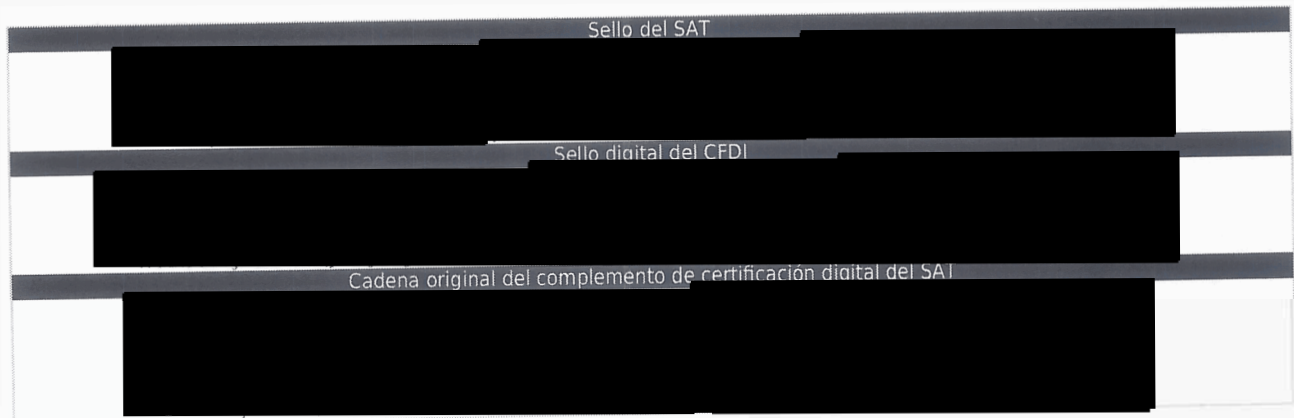 Sello del SAT
Sello digital del CFDI
Cadena original del complemento de certificación digital del SAT